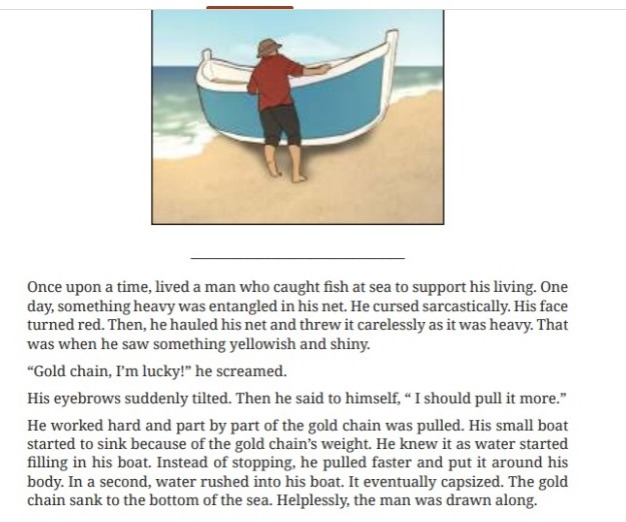 Once upon a time, lived a man who caught fish at sea to support his living. One
day, something heavy was entangled in his net. He cursed sarcastically. His face
turned red. Then, he hauled his net and threw it carelessly as it was heavy. That
was when he saw something yellowish and shiny.
“Gold chain, I’m lucky!” he screamed.
His eyebrows suddenly tilted. Then he said to himself, “ I should pull it more.”
He worked hard and part by part of the gold chain was pulled. His small boat
started to sink because of the gold chain’s weight. He knew it as water started
filling in his boat. Instead of stopping, he pulled faster and put it around his
body. In a second, water rushed into his boat. It eventually capsized. The gold
chain sank to the bottom of the sea. Helplessly, the man was drawn along.